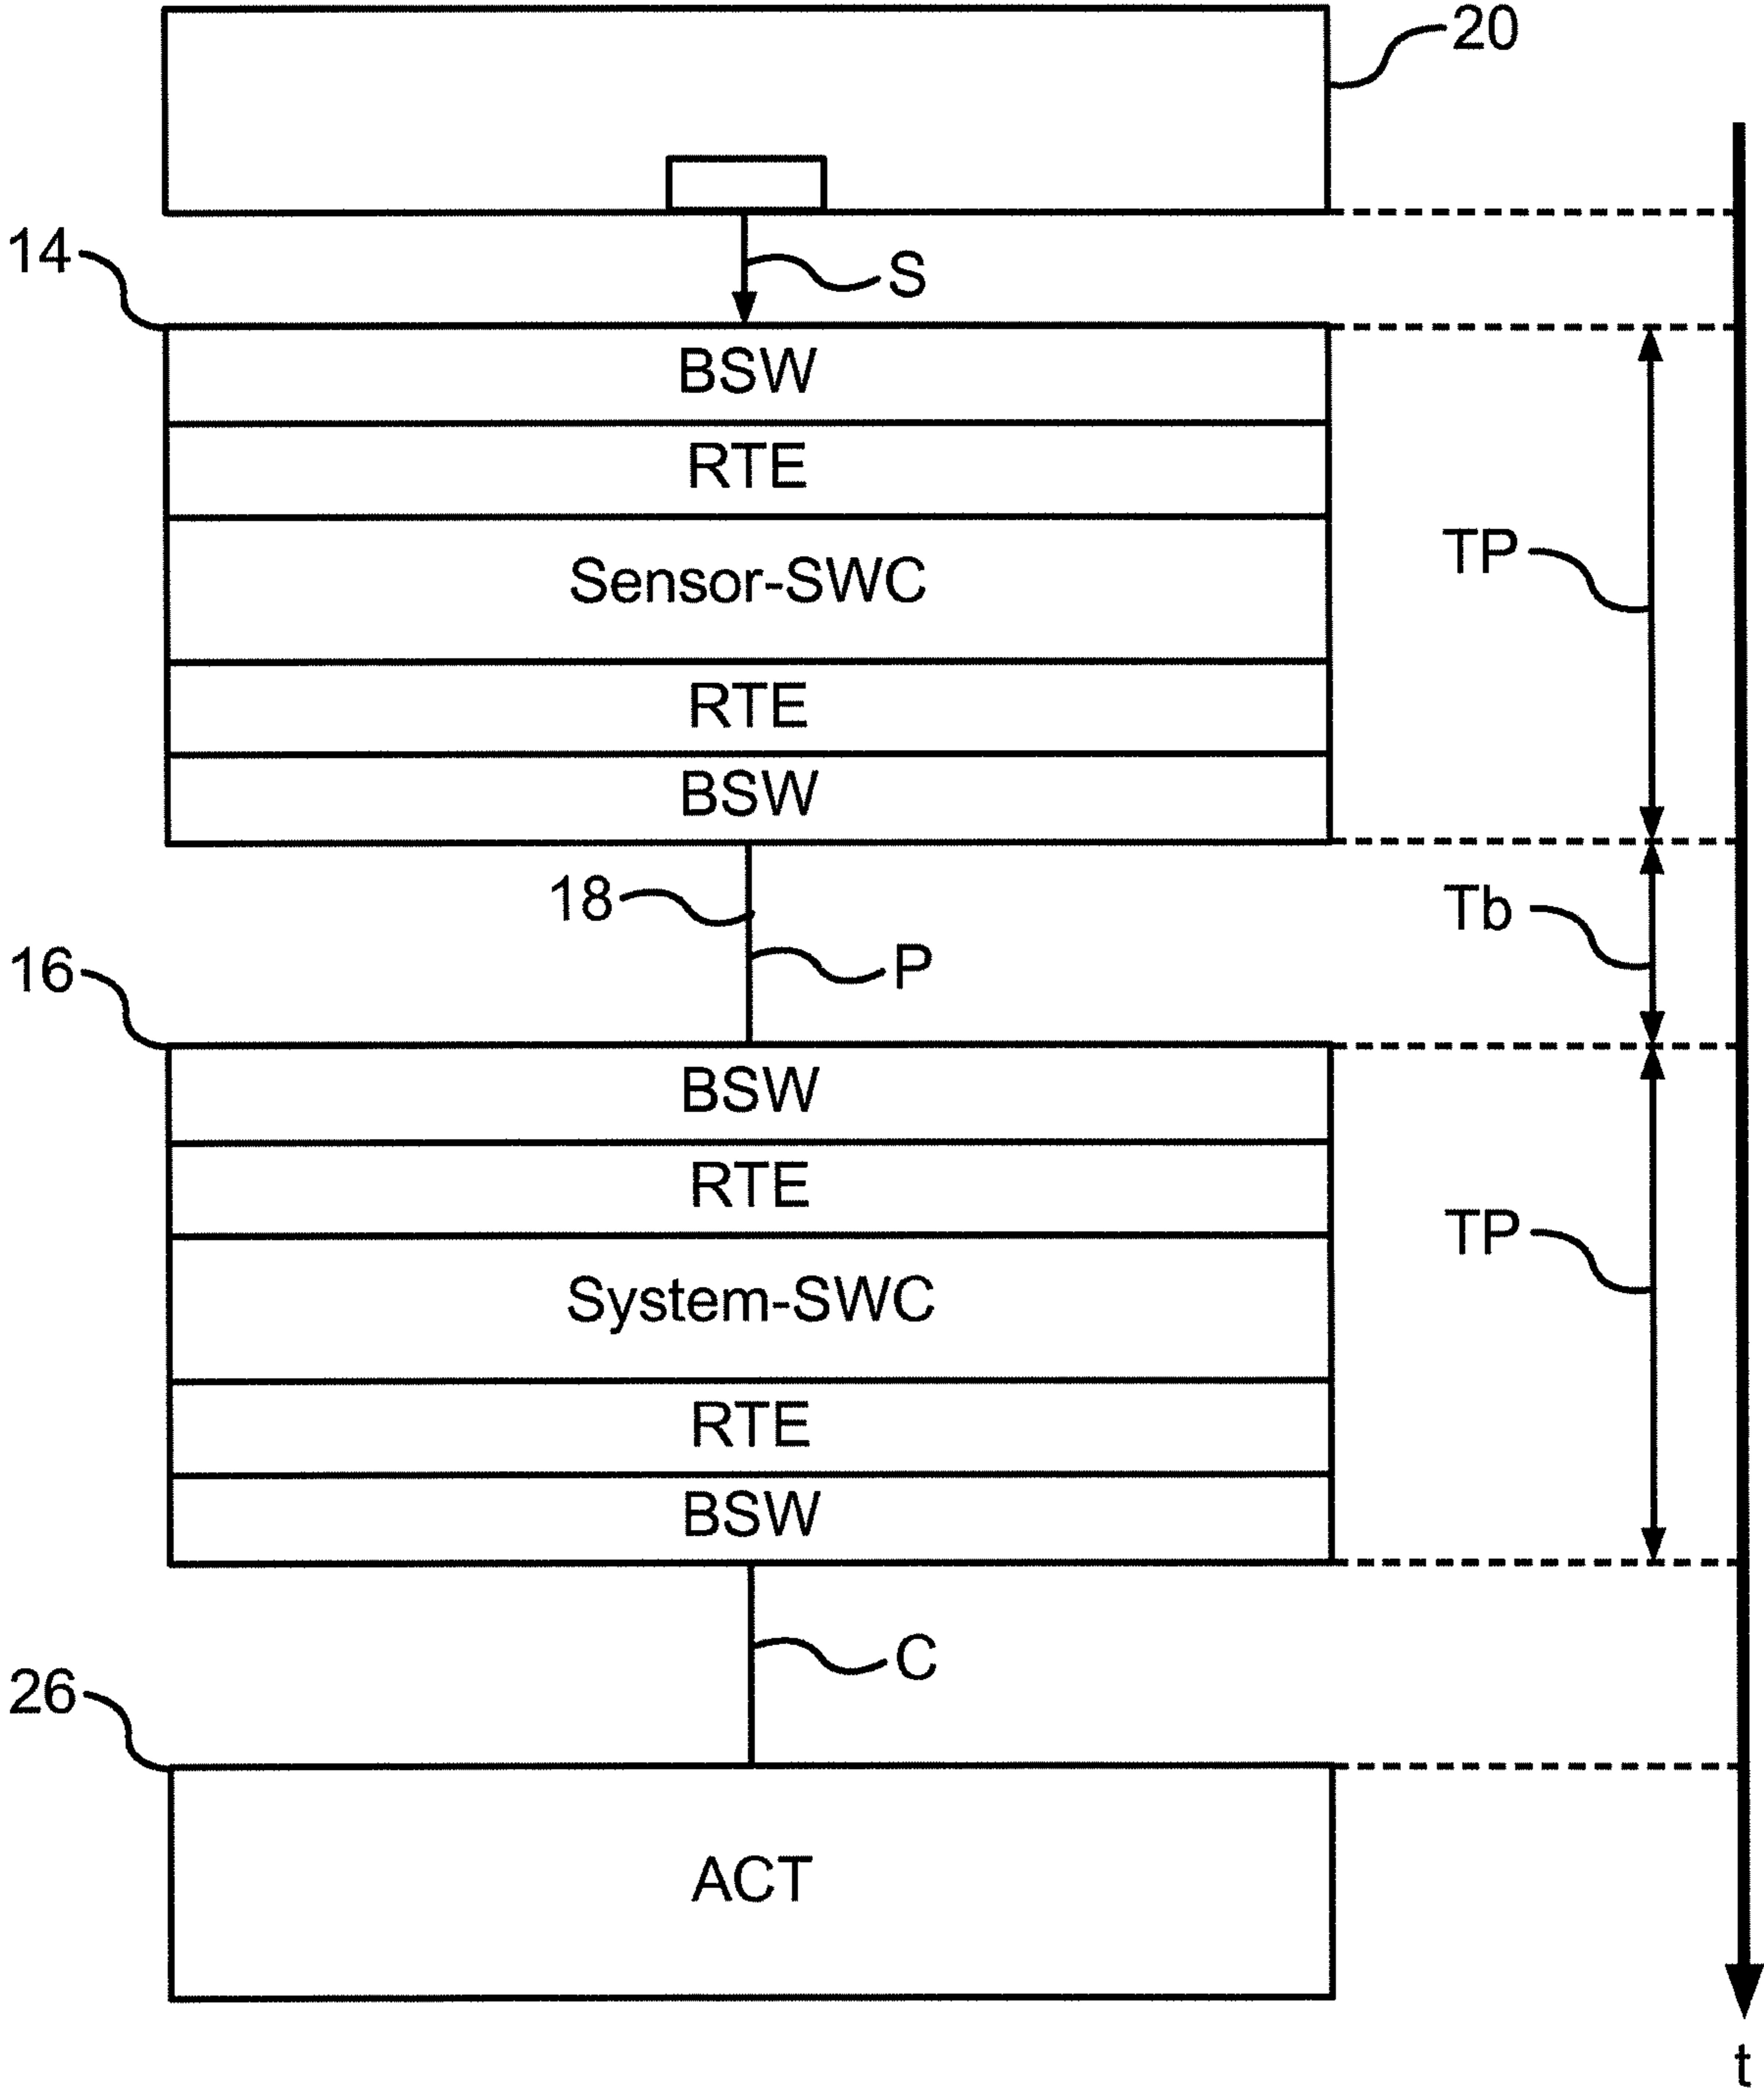 20
14
S
BSW
RTE
Sensor-SWC
TP
RTE
BSW
18
Tb
P
16
BSW
RTE
TP
System-SWC
RTE
BSW
C
26
ACT
t